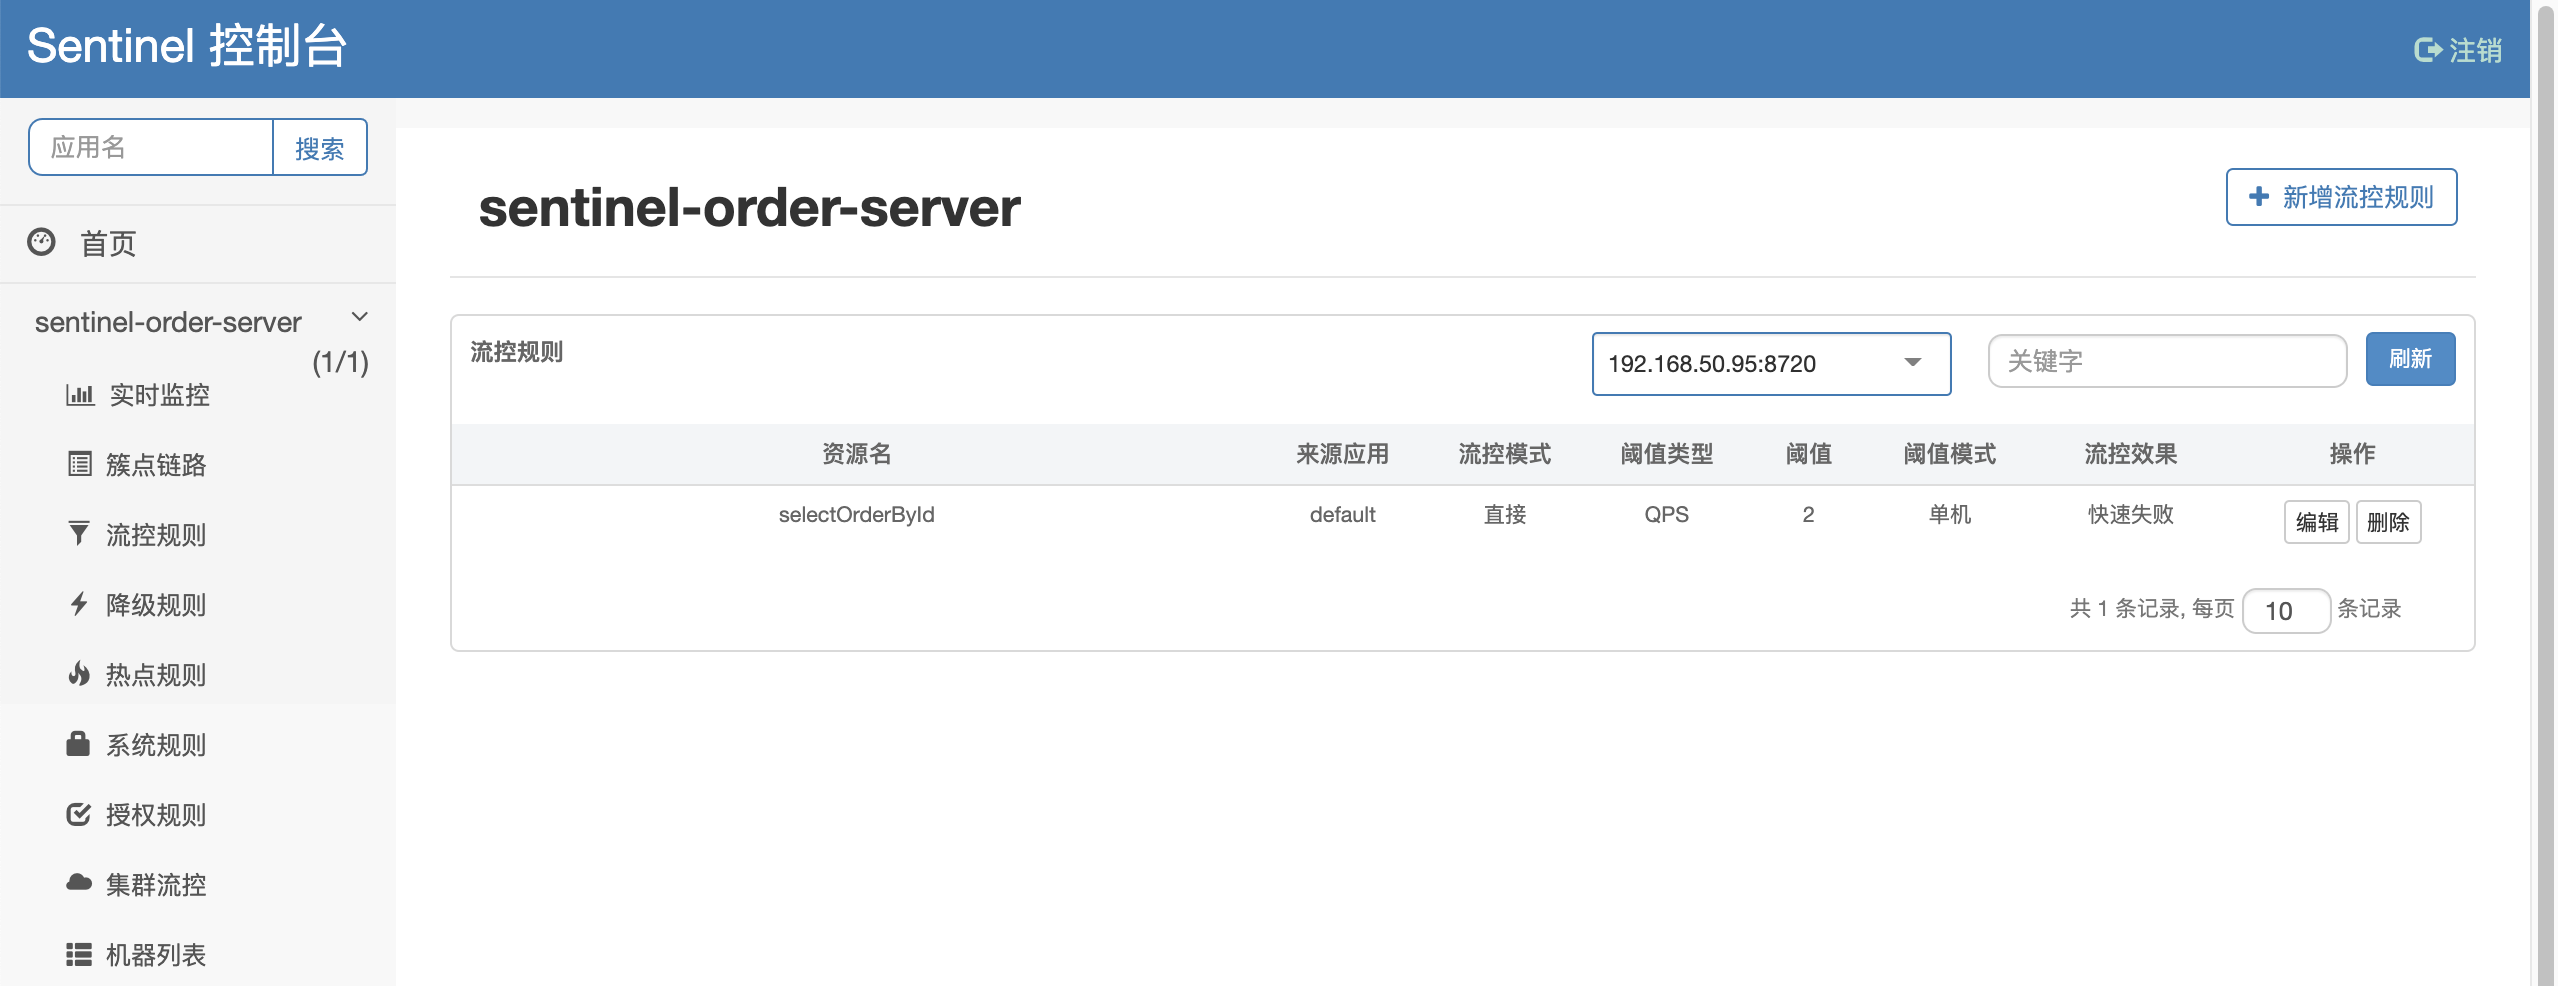 Sentinel 控制台
注销
应用名
搜索
首页
sentinel-order-server
(1/1)
实时监控
簇点链路
流控规则
降级规则
热点规则
系统规则
授权规则
集群流控
机器列表
sentinel-order-server
新增流控规则
流控规则
192.168.50.95:8720
关键字
刷新
资源名 来源应用 流控模式 阈值类型 阈值 阈值模式 流控效果 操作
selectOrderById default 直接 QPS 2 单机 快速失败 编辑 删除
共 1 条记录, 每页 10 条记录